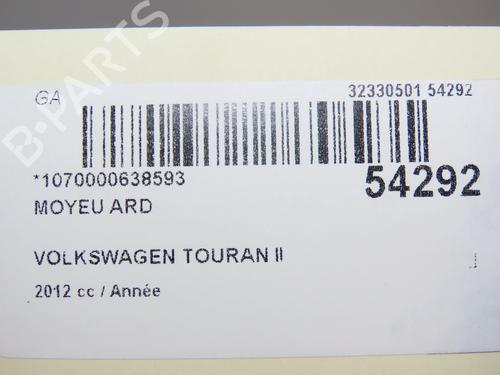 B-PARTS
GA
32330501 54292
*1070000638593
54292
MOYEU ARD
VOLKSWAGEN TOURAN II
2012 cc / Année